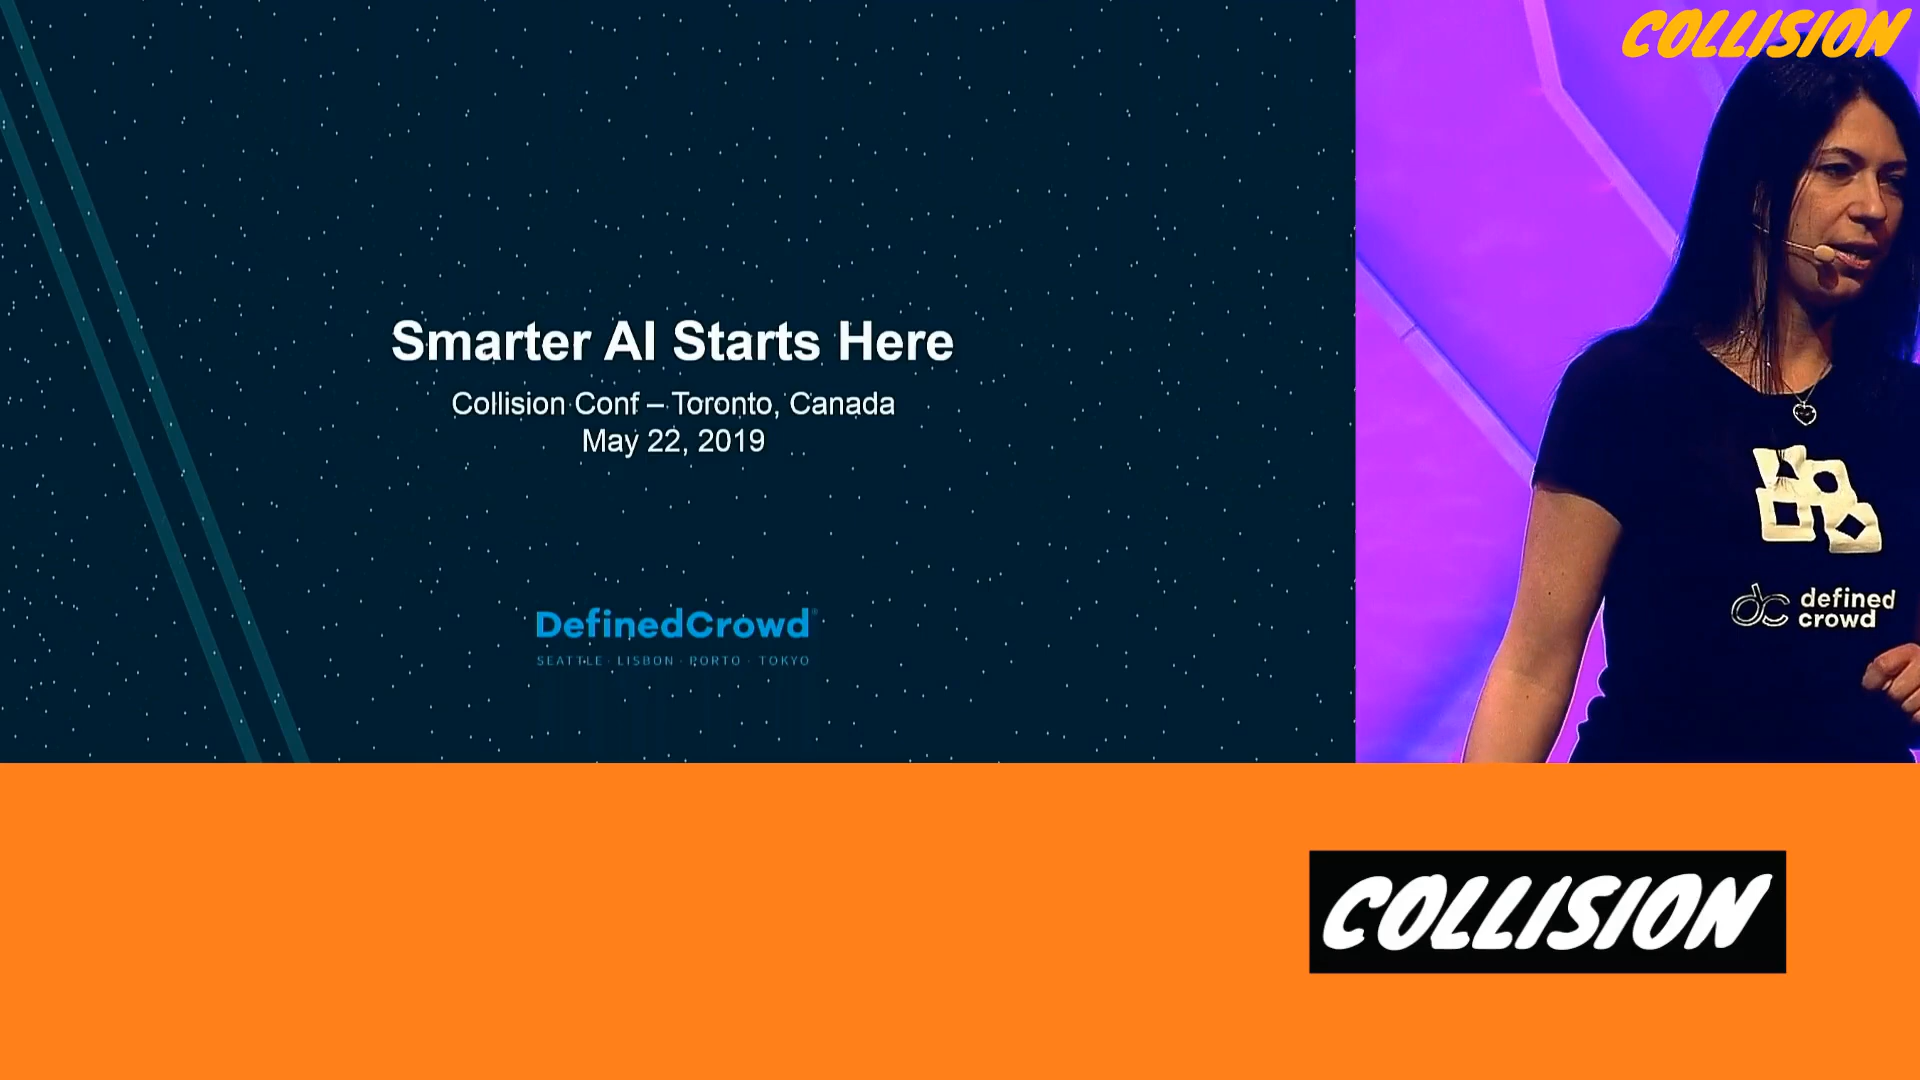 COLLISION
Smarter AI Starts Here
Collision Conf – Toronto, Canada
May 22, 2019
DefinedCrowd®
SEATTLE · LISBON · PORTO · TOKYO
dc defined
crowd
COLLISION